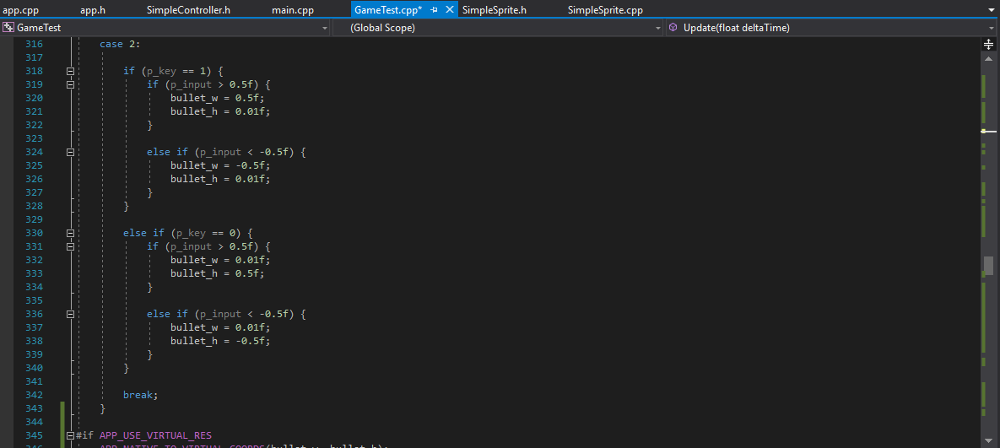 app.cpp app.h SimpleController.h main.cpp GameTest.cpp* SimpleSprite.h SimpleSprite.cpp
GameTest (Global Scope) Update(float deltaTime)
316 case 2:
317
318 if (p_key == 1) {
319 if (p_input > 0.5f) {
320 bullet_w = 0.5f;
321 bullet_h = 0.01f;
322 }
323
324 else if (p_input < -0.5f) {
325 bullet_w = -0.5f;
326 bullet_h = 0.01f;
327 }
328 }
329
330 else if (p_key == 0) {
331 if (p_input > 0.5f) {
332 bullet_w = 0.01f;
333 bullet_h = 0.5f;
334 }
335
336 else if (p_input < -0.5f) {
337 bullet_w = 0.01f;
338 bullet_h = -0.5f;
339 }
340 }
341
342 break;
343 }
344
345 #if APP_USE_VIRTUAL_RES
346 APP_NATIVE_TO_VIRTUAL_COORDS(